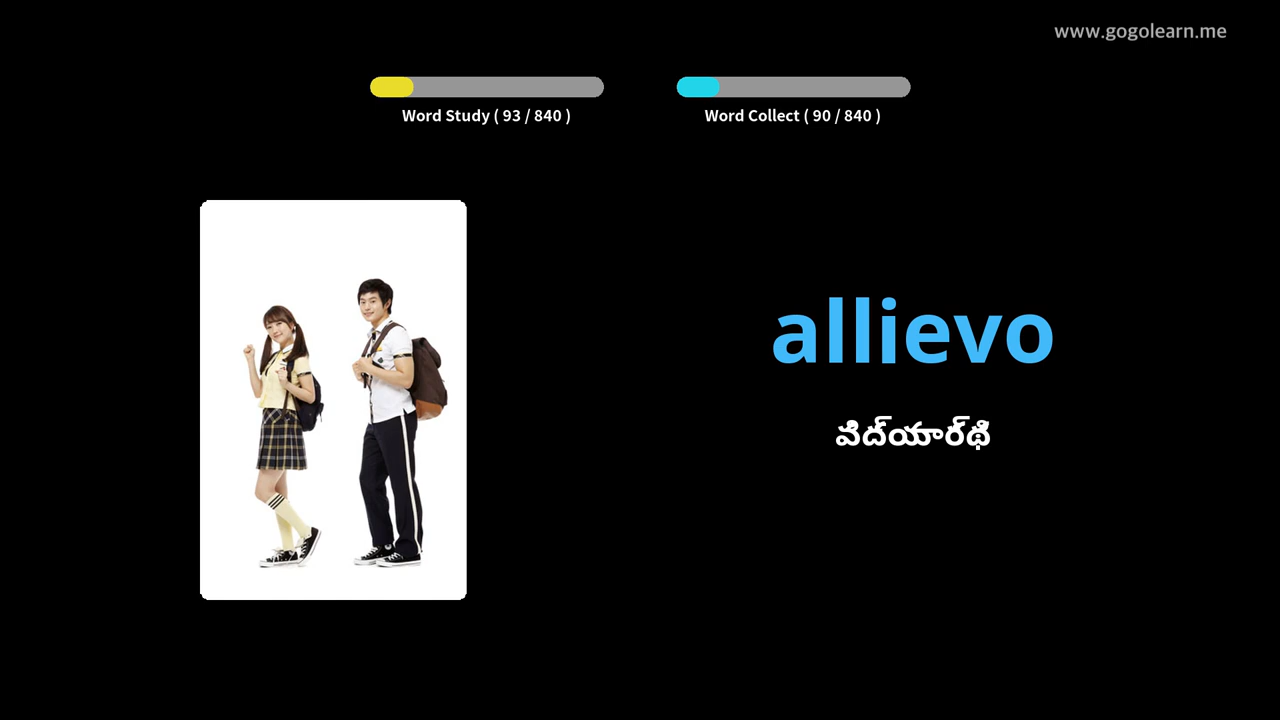 www.gogolearn.me
Word Study ( 93 / 840 )
Word Collect ( 90 / 840 )
allievo
విద్‌యార్‌థి